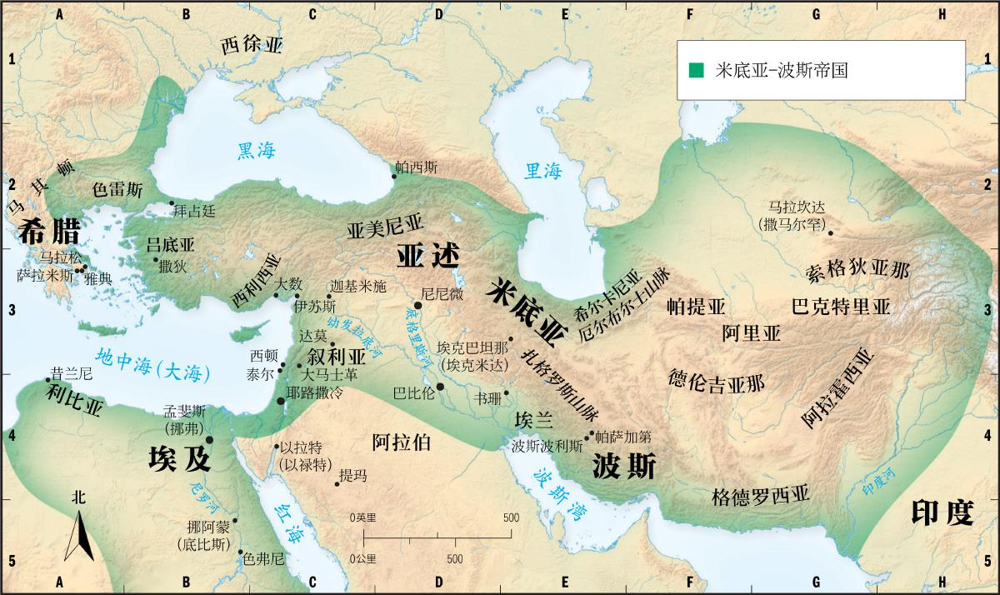 A B C D E F G H
1 1
2 2
3 3
4 4
5 5
A B C D E F G H
米底亚–波斯帝国
西徐亚
黑海
里海
帕西斯
马其顿
色雷斯
拜占廷
希腊
吕底亚
撒狄
马拉松
萨拉米斯
雅典
亚美尼亚
亚述
西利西亚
大数
伊苏斯
迦基米施
尼尼微
米底亚
希尔卡尼亚
厄尔布尔士山脉
马拉坎达
(撒马尔罕)
索格狄亚那
帕提亚
巴克特里亚
阿里亚
幼发拉底河
底格里斯河
达莫
叙利亚
埃克巴坦那
(埃克米达)
扎格罗斯山脉
地中海(大海)
西顿
泰尔
大马士革
耶路撒冷
巴比伦
书珊
德伦吉亚那
阿拉霍西亚
昔兰尼
利比亚
孟斐斯
(挪弗)
埃及
以拉特
(以禄特)
阿拉伯
提玛
埃兰
波斯波利斯
帕萨加第
波斯
格德罗西亚
印度河
印度
波斯湾
红海
尼罗河
挪阿蒙
(底比斯)
色弗尼
北
0英里 500
0公里 500